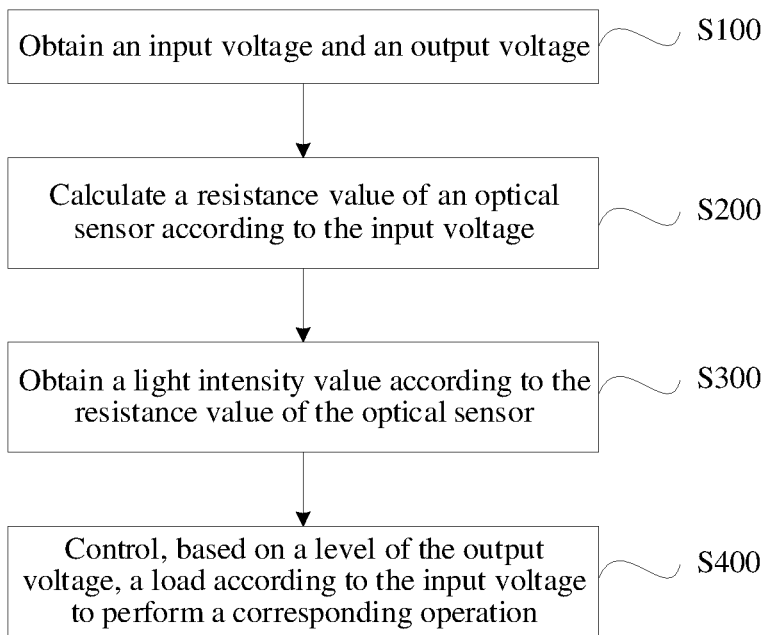 Obtain an input voltage and an output voltage
S100
Calculate a resistance value of an optical
sensor according to the input voltage
S200
Obtain a light intensity value according to the
resistance value of the optical sensor
S300
Control, based on a level of the output
voltage, a load according to the input voltage
to perform a corresponding operation
S400